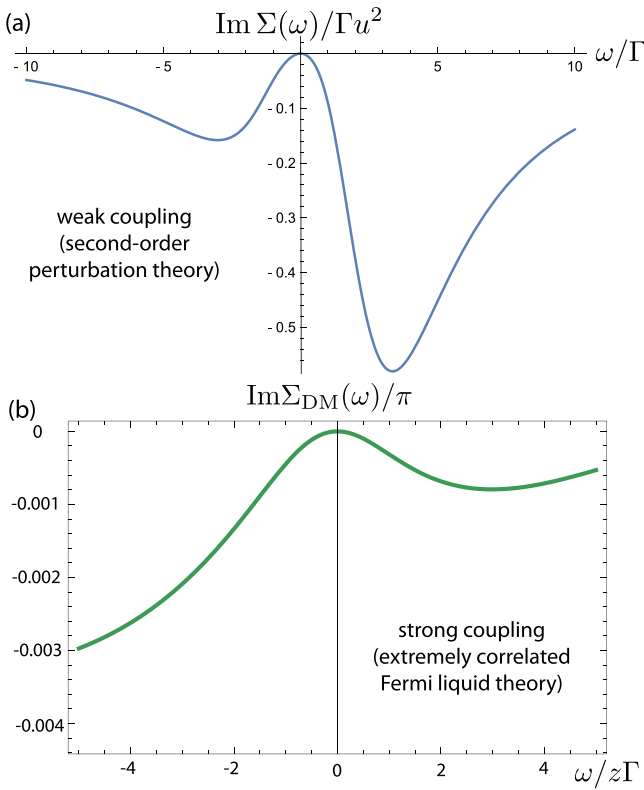 (a)
Im Σ(ω)/Γu²
ω/Γ
-10
-5
5
10
-0.1
-0.2
-0.3
-0.4
-0.5
weak coupling
(second-order
perturbation theory)
(b)
ImΣ_DM(ω)/π
0
-0.001
-0.002
-0.003
-0.004
strong coupling
(extremely correlated
Fermi liquid theory)
-4
-2
0
2
4
ω/zΓ